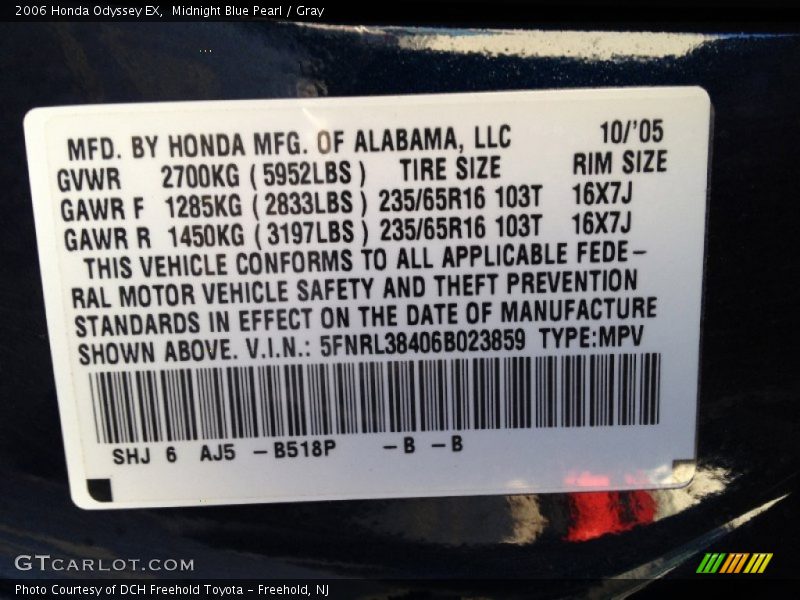 2006 Honda Odyssey EX, Midnight Blue Pearl / Gray
MFD. BY HONDA MFG. OF ALABAMA, LLC 10/'05
GVWR 2700KG (5952LBS) TIRE SIZE RIM SIZE
GAWR F 1285KG (2833LBS) 235/65R16 103T 16X7J
GAWR R 1450KG (3197LBS) 235/65R16 103T 16X7J
THIS VEHICLE CONFORMS TO ALL APPLICABLE FEDE-
RAL MOTOR VEHICLE SAFETY AND THEFT PREVENTION
STANDARDS IN EFFECT ON THE DATE OF MANUFACTURE
SHOWN ABOVE. V.I.N.: 5FNRL38406B023859 TYPE:MPV
SHJ 6 AJ5 -B518P -B -B
GTCARLOT.COM
Photo Courtesy of DCH Freehold Toyota - Freehold, NJ